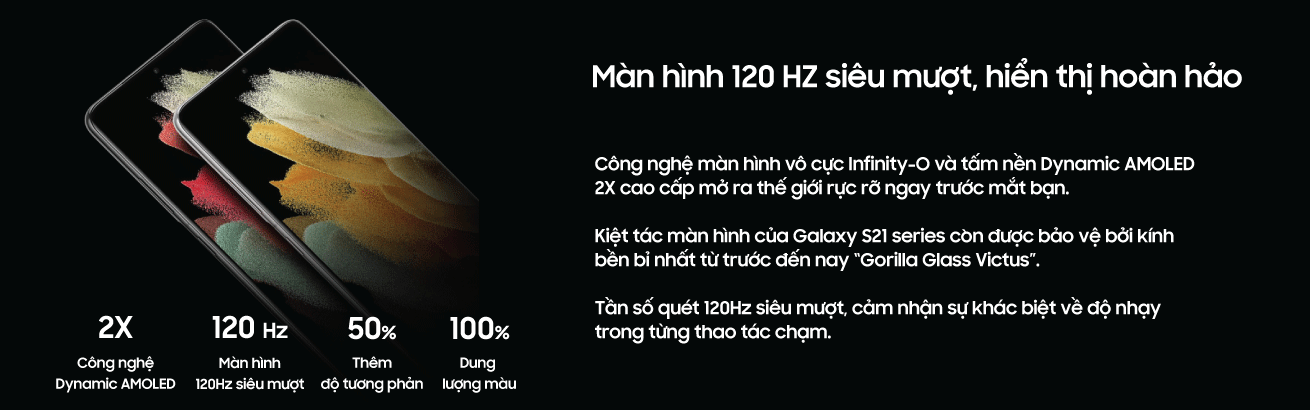 Màn hình 120 HZ siêu mượt, hiển thị hoàn hảo
Công nghệ màn hình vô cực Infinity-O và tấm nền Dynamic AMOLED
2X cao cấp mở ra thế giới rực rỡ ngay trước mắt bạn.
Kiệt tác màn hình của Galaxy S21 series còn được bảo vệ bởi kính
bền bỉ nhất từ trước đến nay "Gorilla Glass Victus".
Tần số quét 120Hz siêu mượt, cảm nhận sự khác biệt về độ nhạy
trong từng thao tác chạm.
2X
Công nghệ
Dynamic AMOLED
120 Hz
Màn hình
120Hz siêu mượt
50%
Thêm
độ tương phản
100%
Dung
lượng màu